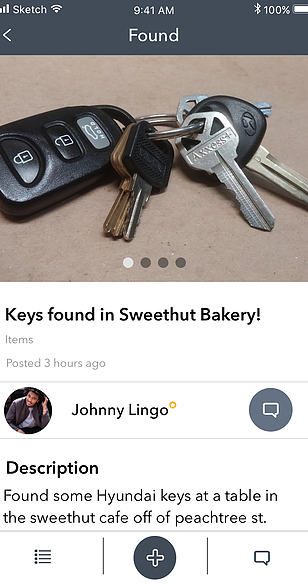 Sketch 9:41 AM 100%
Found
HOLD
AXXESS+
Keys found in Sweethut Bakery!
Items
Posted 3 hours ago
Johnny Lingo
Description
Found some Hyundai keys at a table in
the sweethut cafe off of peachtree st.